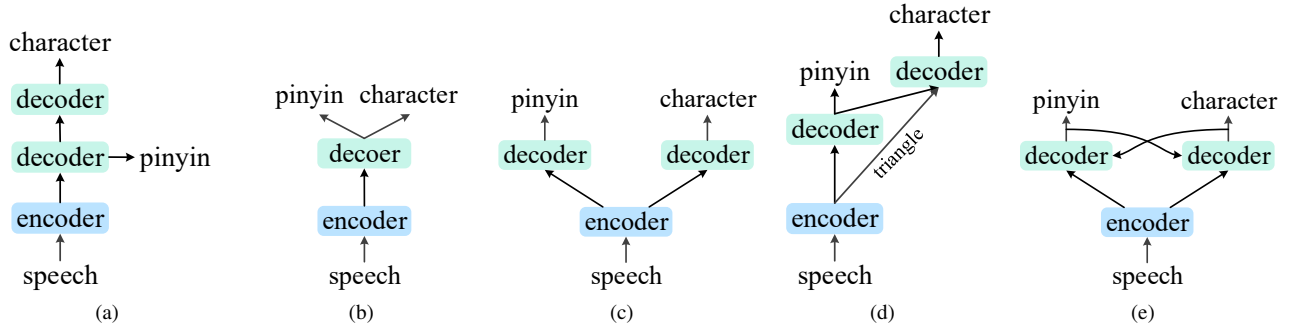 character
decoder
decoder
pinyin
encoder
speech
(a)
pinyin character
decoer
encoder
speech
(b)
pinyin
character
decoder
decoder
encoder
speech
(c)
character
decoder
pinyin
decoder
triangle
encoder
speech
(d)
pinyin
character
decoder
decoder
encoder
speech
(e)